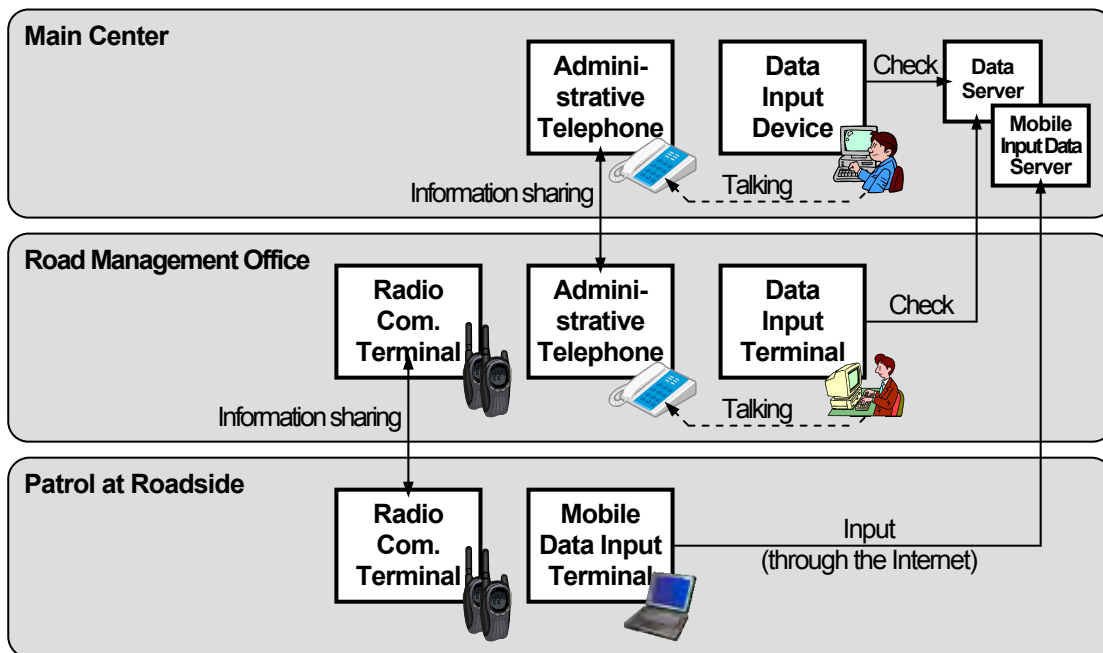 Main Center
Admini-
strative
Telephone
Data
Input
Device
Check
Data
Server
Mobile
Input Data
Server
Information sharing
Talking
Road Management Office
Radio
Com.
Terminal
Admini-
strative
Telephone
Data
Input
Terminal
Check
Information sharing
Talking
Patrol at Roadside
Radio
Com.
Terminal
Mobile
Data Input
Terminal
Input
(through the Internet)